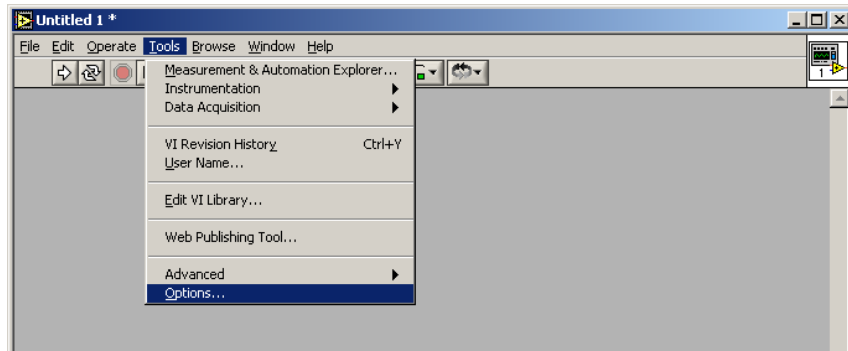 Untitled 1 *
File Edit Operate Tools Browse Window Help
Measurement & Automation Explorer...
Instrumentation
Data Acquisition
VI Revision History Ctrl+Y
User Name...
Edit VI Library...
Web Publishing Tool...
Advanced
Options...
1